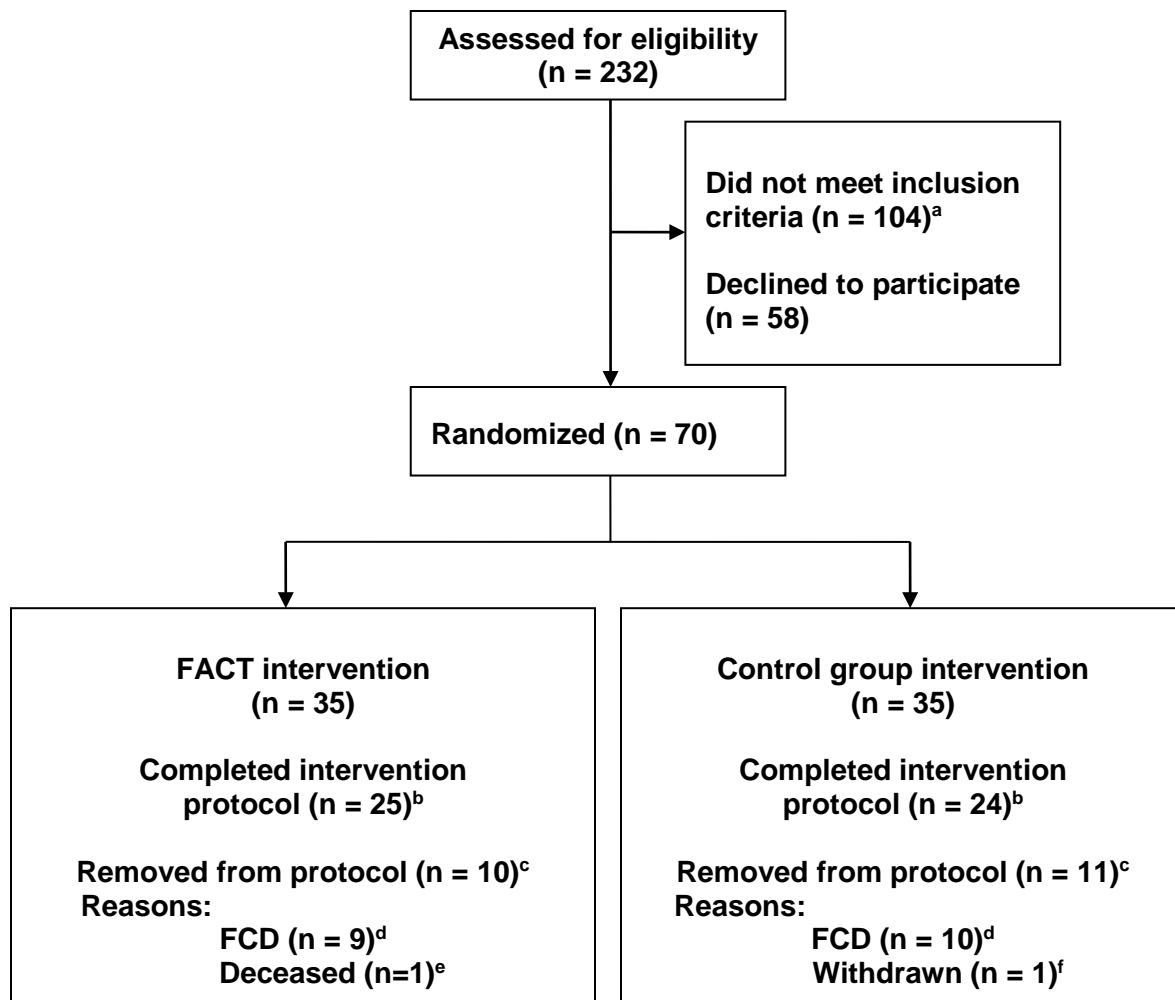 Assessed for eligibility
(n = 232)
Did not meet inclusion
criteria (n = 104)ᵃ
Declined to participate
(n = 58)
Randomized (n = 70)
FACT intervention
(n = 35)
Completed intervention
protocol (n = 25)ᵇ
Removed from protocol (n = 10)ᶜ
Reasons:
FCD (n = 9)ᵈ
Deceased (n=1)ᵉ
Control group intervention
(n = 35)
Completed intervention
protocol (n = 24)ᵇ
Removed from protocol (n = 11)ᶜ
Reasons:
FCD (n = 10)ᵈ
Withdrawn (n = 1)ᶠ